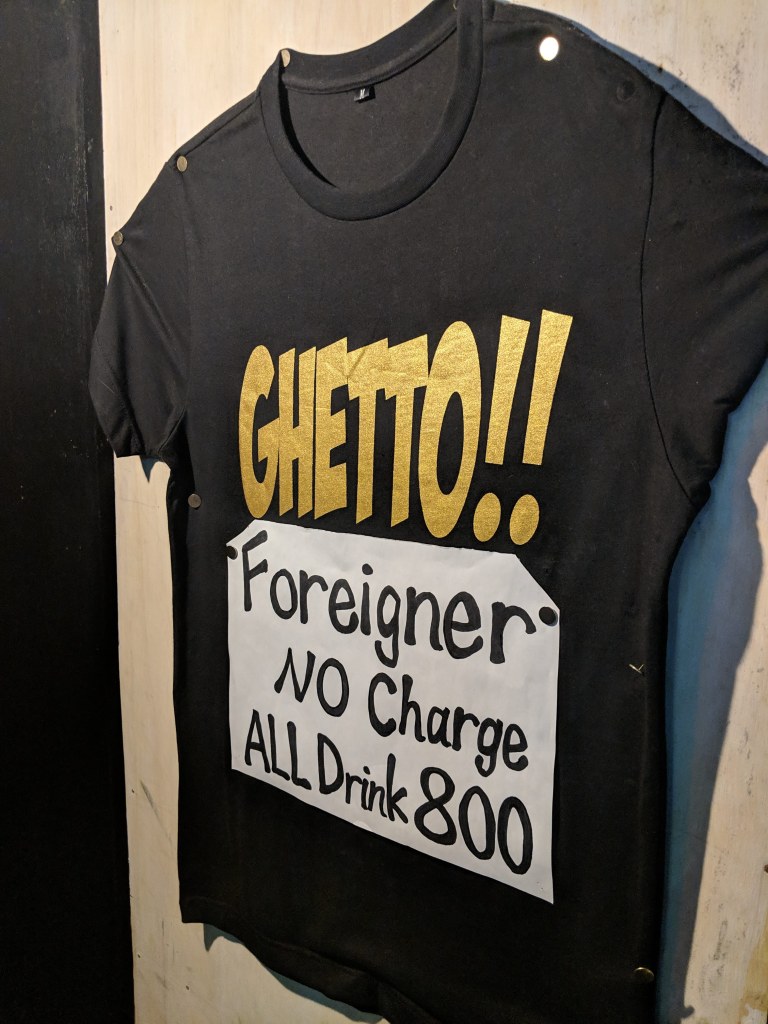 M
GHETTO!!
Foreigner
NO Charge
ALL Drink 800